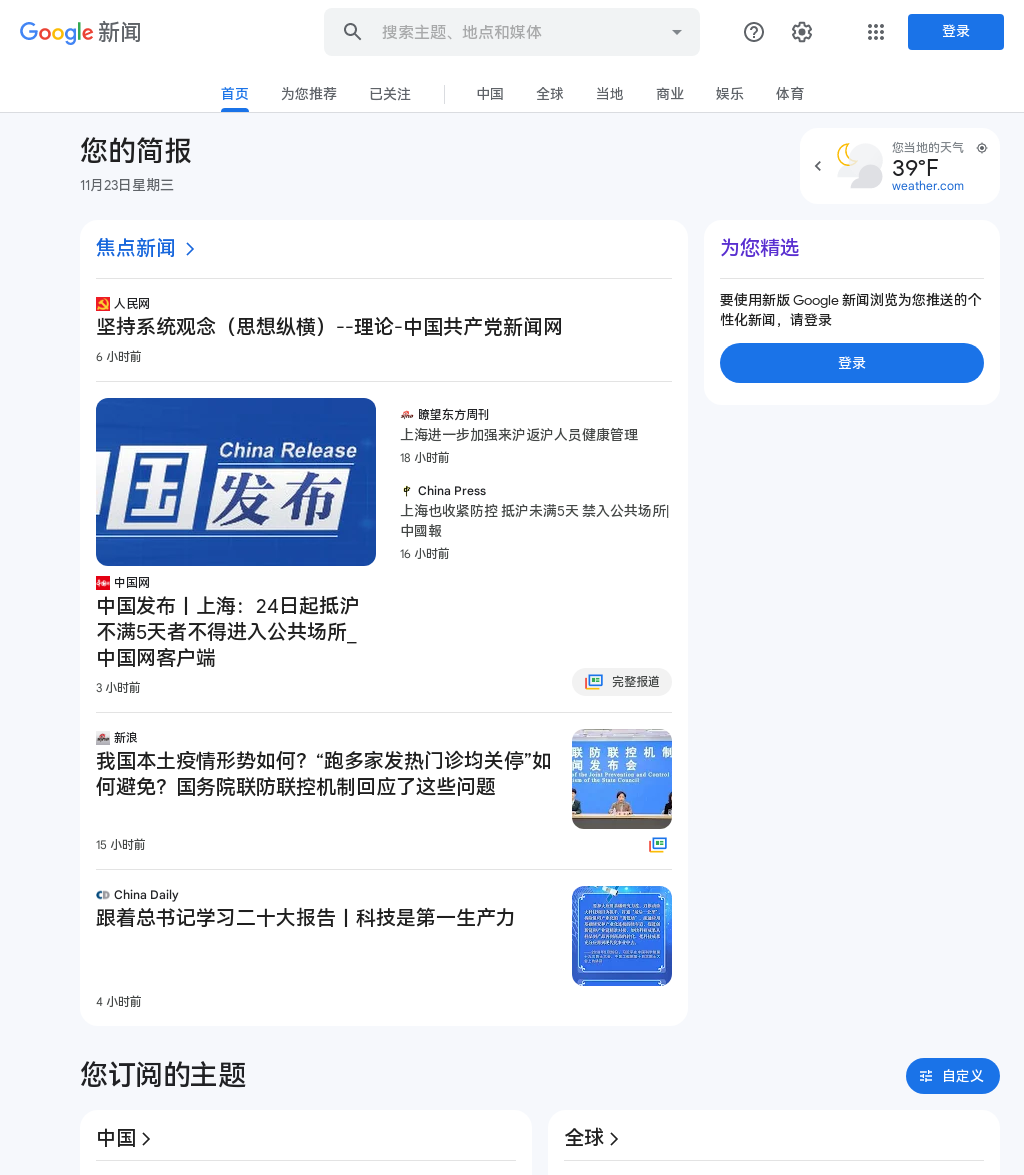 Google 新闻
搜索主题、地点和媒体
登录
首页
为您推荐
已关注
中国
全球
当地
商业
娱乐
体育
您的简报
11月23日星期三
您当地的天气
39°F
weather.com
焦点新闻
人民网
坚持系统观念（思想纵横）--理论-中国共产党新闻网
6 小时前
China Release
国发布
中国网
中国发布丨上海：24日起抵沪
不满5天者不得进入公共场所_
中国网客户端
3 小时前
瞭望东方周刊
上海进一步加强来沪返沪人员健康管理
18 小时前
China Press
上海也收紧防控 抵沪未满5天 禁入公共场所|
中國報
16 小时前
完整报道
新浪
我国本土疫情形势如何？“跑多家发热门诊均关停”如
何避免？国务院联防联控机制回应了这些问题
15 小时前
联防联控机制
闻发布会
of the Joint Prevention and Control
ism of the State Council
China Daily
跟着总书记学习二十大报告丨科技是第一生产力
4 小时前
为您精选
要使用新版 Google 新闻浏览为您推送的个
性化新闻，请登录
登录
您订阅的主题
自定义
中国
全球